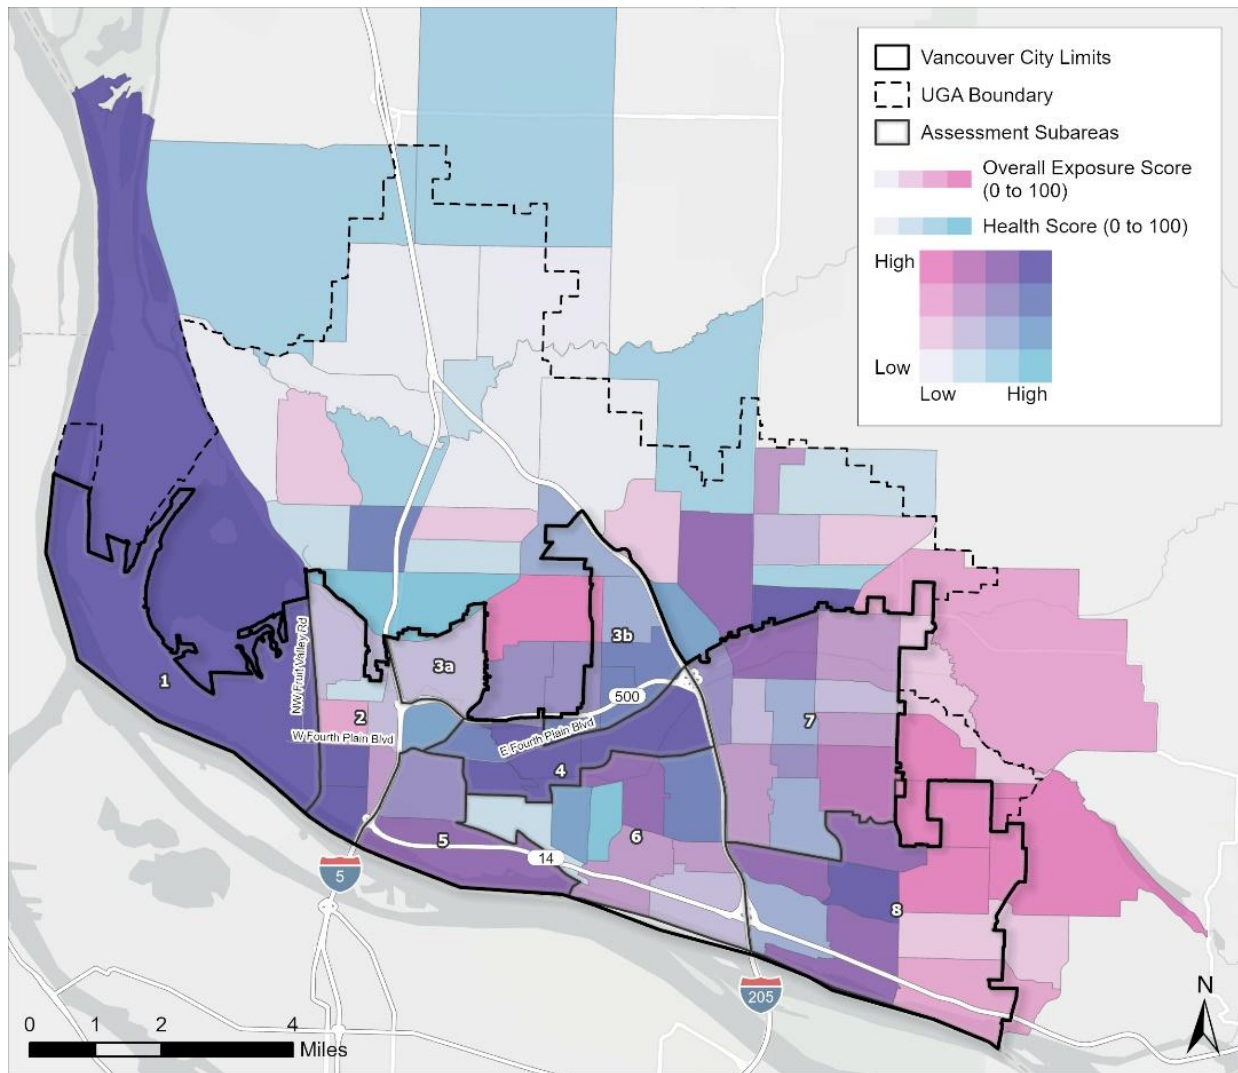 Vancouver City Limits
UGA Boundary
Assessment Subareas
Overall Exposure Score
(0 to 100)
Health Score (0 to 100)
High
Low
Low High
3b
3a
NW Fruit Valley Rd
1
500
2
7
W Fourth Plain Blvd
E Fourth Plain Blvd
4
5
6
14
5
8
205
N
0 1 2 4
Miles